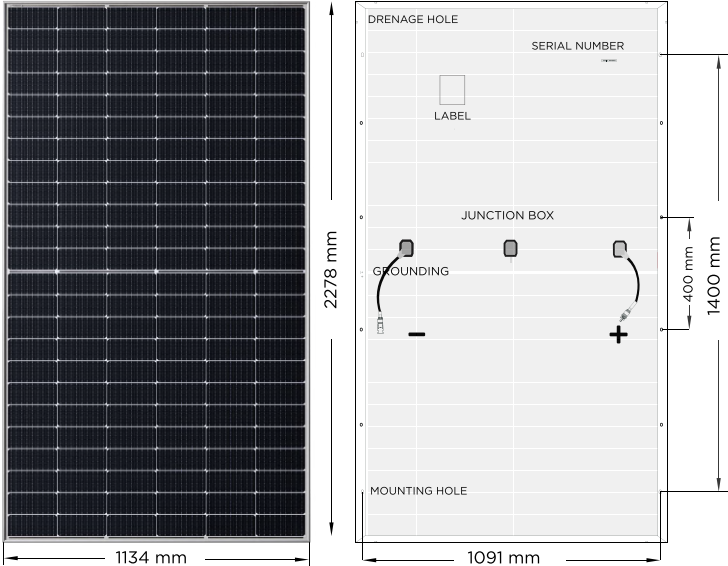 DRENAGE HOLE
SERIAL NUMBER
LABEL
JUNCTION BOX
GROUNDING
2278 mm
400 mm
1400 mm
MOUNTING HOLE
1134 mm
1091 mm